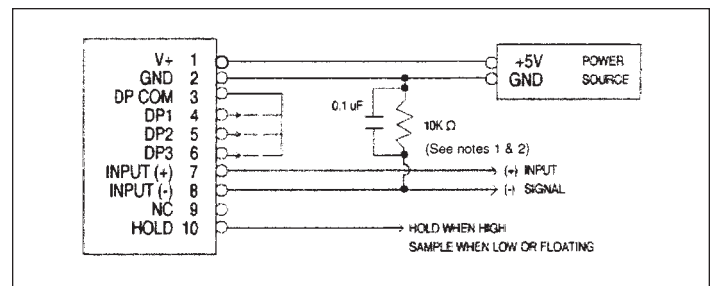 V+ 1
GND 2
DP COM 3
DP1 4
DP2 5
DP3 6
INPUT (+) 7
INPUT (-) 8
NC 9
HOLD 10
+5V POWER
GND SOURCE
0.1 uF
10K Ω
(See notes 1 & 2)
(+) INPUT
(-) SIGNAL
HOLD WHEN HIGH
SAMPLE WHEN LOW OR FLOATING